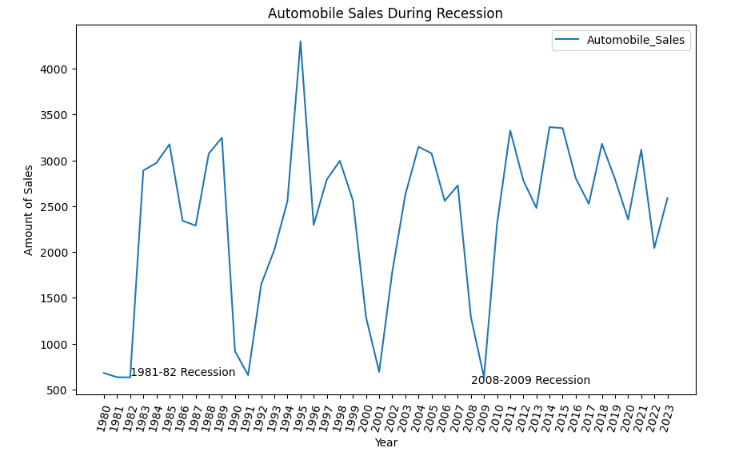 Automobile Sales During Recession
Automobile_Sales
Amount of Sales
4000
3500
3000
2500
2000
1500
1000
500
1981-82 Recession
2008-2009 Recession
1980 1981 1982 1983 1984 1985 1986 1987 1988 1989 1990 1991 1992 1993 1994 1995 1996 1997 1998 1999 2000 2001 2002 2003 2004 2005 2006 2007 2008 2009 2010 2011 2012 2013 2014 2015 2016 2017 2018 2019 2020 2021 2022 2023
Year